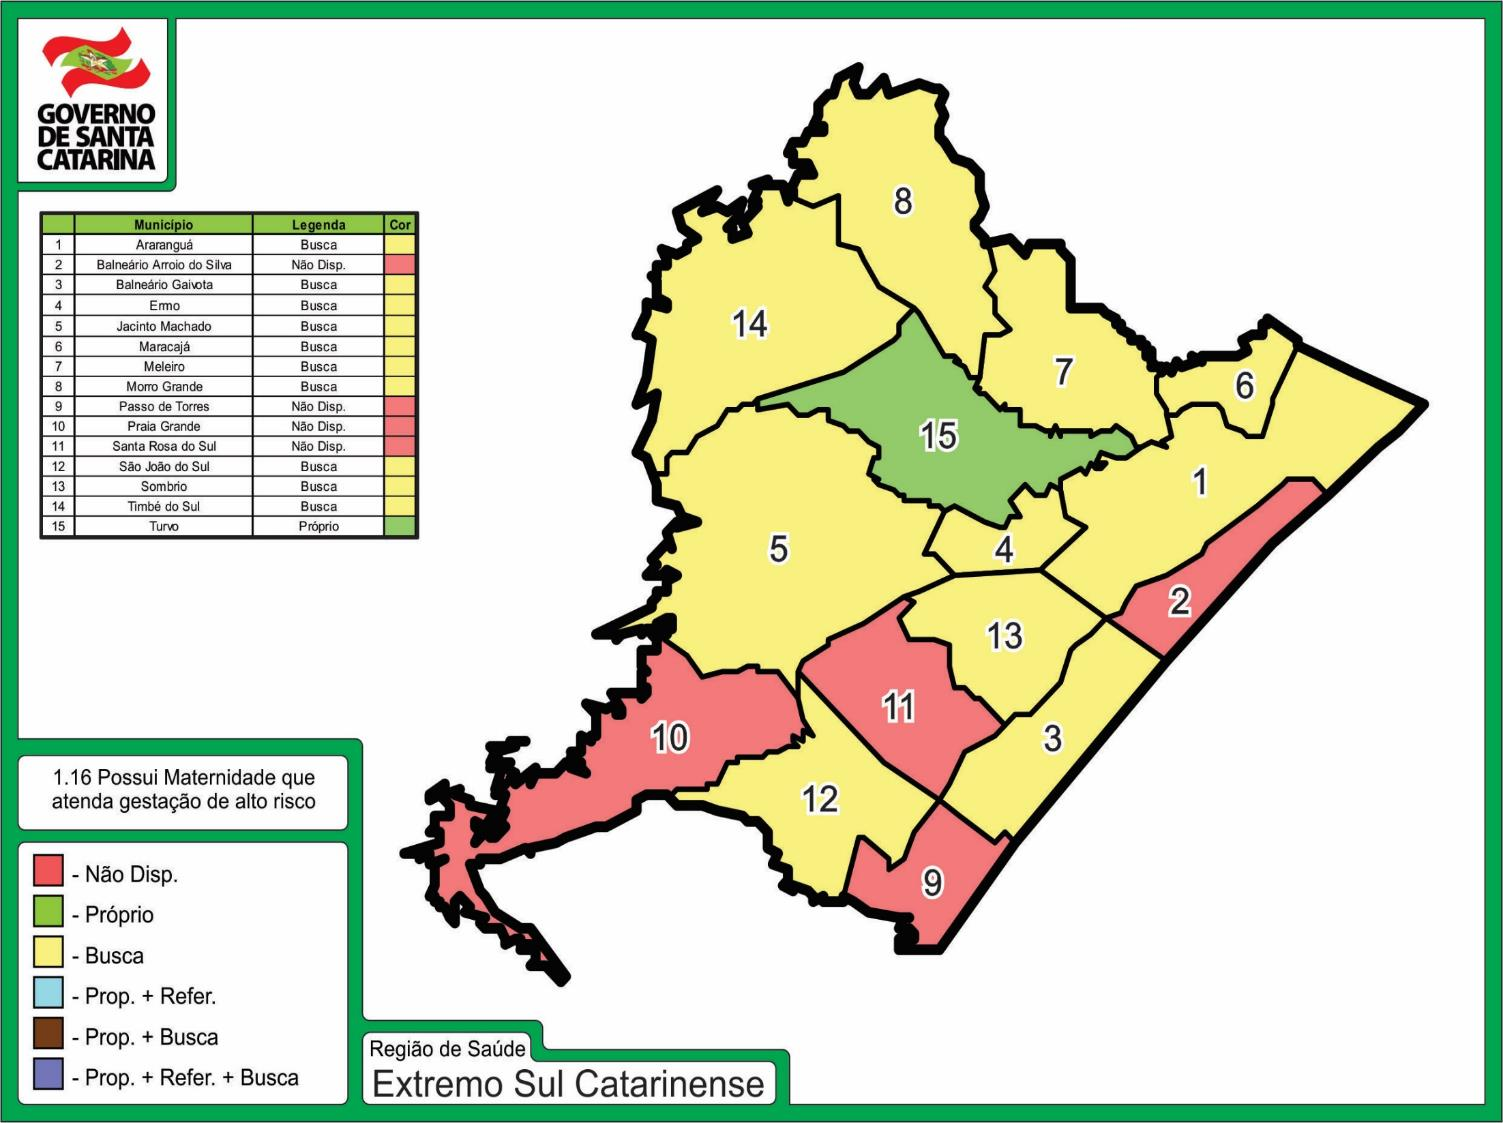 GOVERNO
DE SANTA
CATARINA
Município Legenda Cor
1 Araranguá Busca
2 Balneário Arroio do Silva Não Disp.
3 Balneário Gaivota Busca
4 Ermo Busca
5 Jacinto Machado Busca
6 Maracajá Busca
7 Meleiro Busca
8 Morro Grande Busca
9 Passo de Torres Não Disp.
10 Praia Grande Não Disp.
11 Santa Rosa do Sul Não Disp.
12 São João do Sul Busca
13 Sombrio Busca
14 Timbé do Sul Busca
15 Turvo Próprio
8
14
7
6
15
1
5
4
2
13
11
10
3
12
9
1.16 Possui Maternidade que
atenda gestação de alto risco
- Não Disp.
- Próprio
- Busca
- Prop. + Refer.
- Prop. + Busca
- Prop. + Refer. + Busca
Região de Saúde
Extremo Sul Catarinense